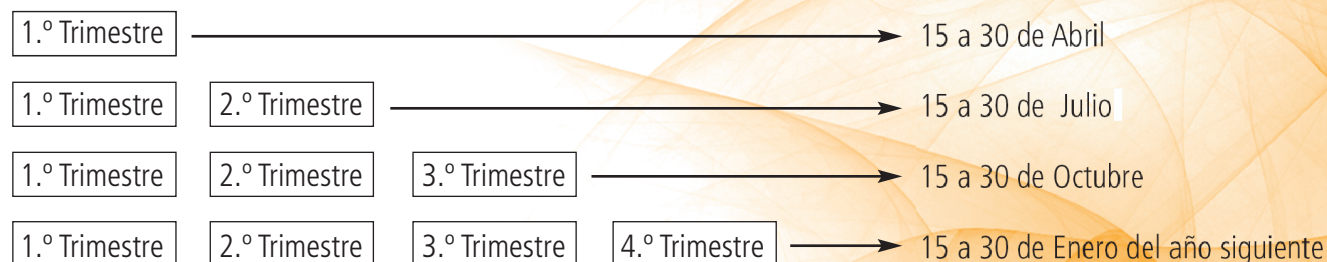 1.º Trimestre 15 a 30 de Abril
1.º Trimestre 2.º Trimestre 15 a 30 de Julio
1.º Trimestre 2.º Trimestre 3.º Trimestre 15 a 30 de Octubre
1.º Trimestre 2.º Trimestre 3.º Trimestre 4.º Trimestre 15 a 30 de Enero del año siguiente